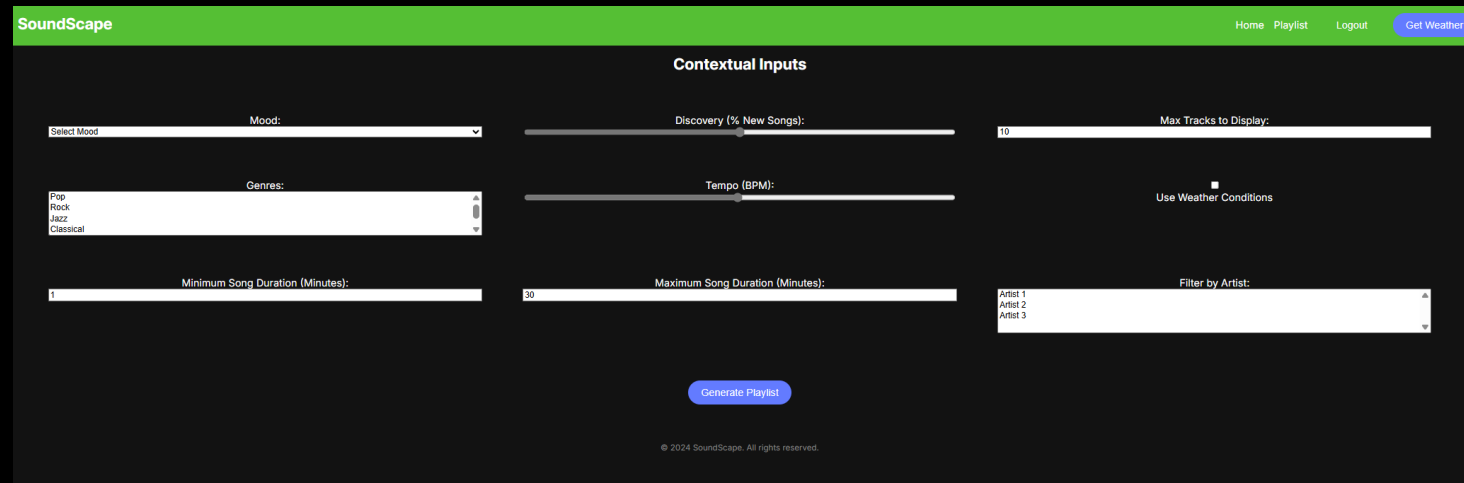 SoundScape
Home Playlist Logout Get Weather
Contextual Inputs
Mood: Discovery (% New Songs): Max Tracks to Display:
Select Mood 10
Genres: Tempo (BPM):
Pop
Rock
Jazz
Classical
Use Weather Conditions
Minimum Song Duration (Minutes): Maximum Song Duration (Minutes): Filter by Artist:
1 30 Artist 1
Artist 2
Artist 3
Generate Playlist
© 2024 SoundScape. All rights reserved.